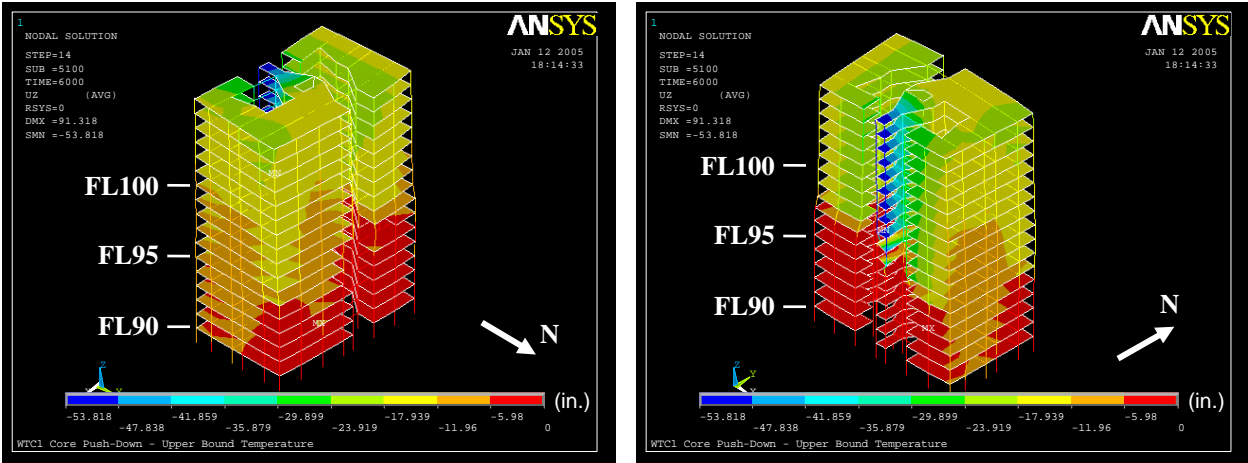 1
ANSYS
NODAL SOLUTION
JAN 12 2005
18:14:33
STEP=14
SUB =5100
TIME=6000
UZ (AVG)
RSYS=0
DMX =91.318
SMN =-53.818
MN
FL100
FL95
FL90
MX
N
Z
X Y
(in.)
-53.818 -41.859 -29.899 -17.939 -5.98
-47.838 -35.879 -23.919 -11.96 0
WTC1 Core Push-Down - Upper Bound Temperature
1
ANSYS
NODAL SOLUTION
JAN 12 2005
18:14:33
STEP=14
SUB =5100
TIME=6000
UZ (AVG)
RSYS=0
DMX =91.318
SMN =-53.818
FL100
FL95
MN
FL90
MX
N
Z
Y
X
(in.)
-53.818 -41.859 -29.899 -17.939 -5.98
-47.838 -35.879 -23.919 -11.96 0
WTC1 Core Push-Down - Upper Bound Temperature